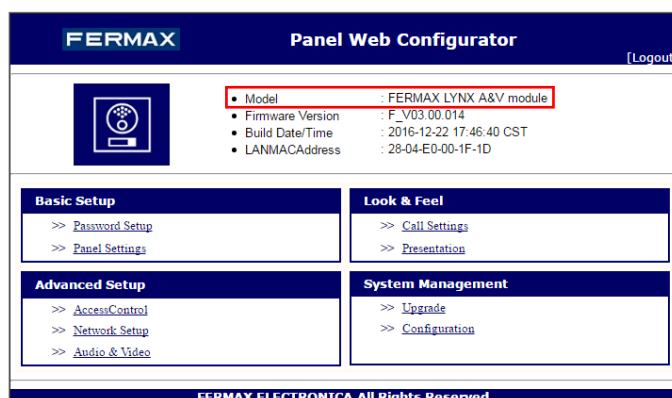 FERMAX
Panel Web Configurator
[Logout
Model : FERMAX LYNX A&V module
Firmware Version : F_V03.00.014
Build Date/Time : 2016-12-22 17:46:40 CST
LANMACAddress : 28-04-E0-00-1F-1D
Basic Setup
>> Password Setup
>> Panel Settings
Look & Feel
>> Call Settings
>> Presentation
Advanced Setup
>> AccessControl
>> Network Setup
>> Audio & Video
System Management
>> Upgrade
>> Configuration
FERMAX ELECTRONICA All Rights Reserved